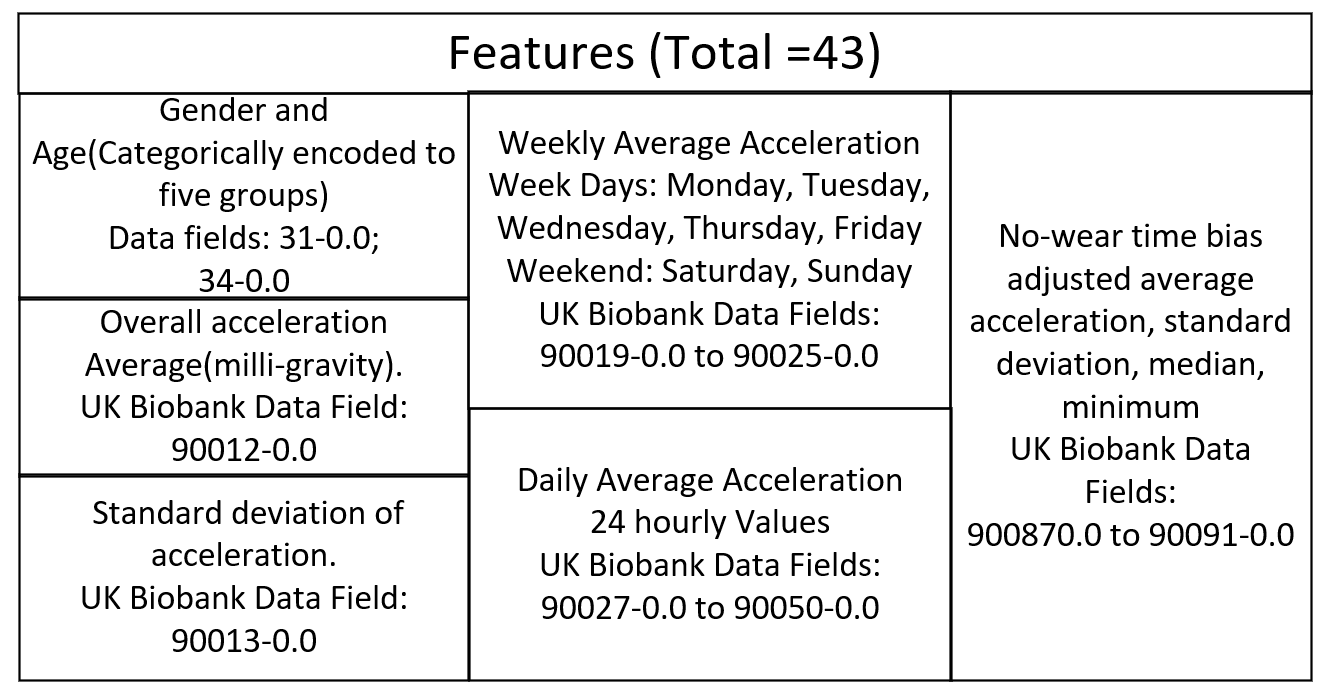 Features (Total =43)
Gender and
Age(Categorically encoded to
five groups)
Data fields: 31-0.0;
34-0.0
Overall acceleration
Average(milli-gravity).
UK Biobank Data Field:
90012-0.0
Standard deviation of
acceleration.
UK Biobank Data Field:
90013-0.0
Weekly Average Acceleration
Week Days: Monday, Tuesday,
Wednesday, Thursday, Friday
Weekend: Saturday, Sunday
UK Biobank Data Fields:
90019-0.0 to 90025-0.0
Daily Average Acceleration
24 hourly Values
UK Biobank Data Fields:
90027-0.0 to 90050-0.0
No-wear time bias
adjusted average
acceleration, standard
deviation, median,
minimum
UK Biobank Data
Fields:
900870.0 to 90091-0.0